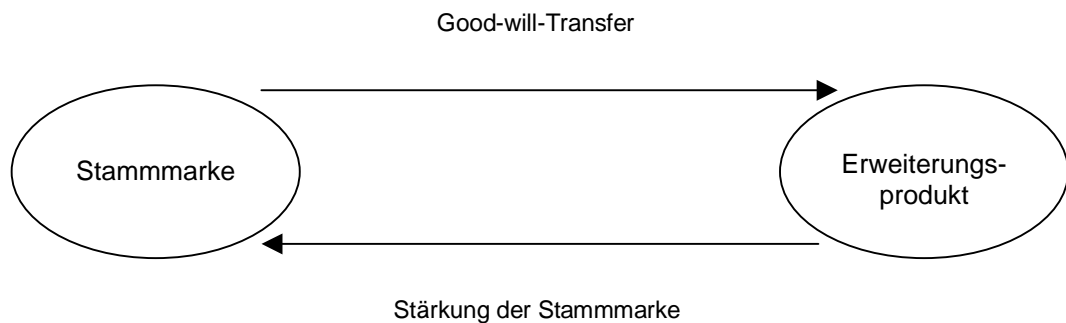 Good-will-Transfer
Stammmarke
Erweiterungs-
produkt
Stärkung der Stammmarke